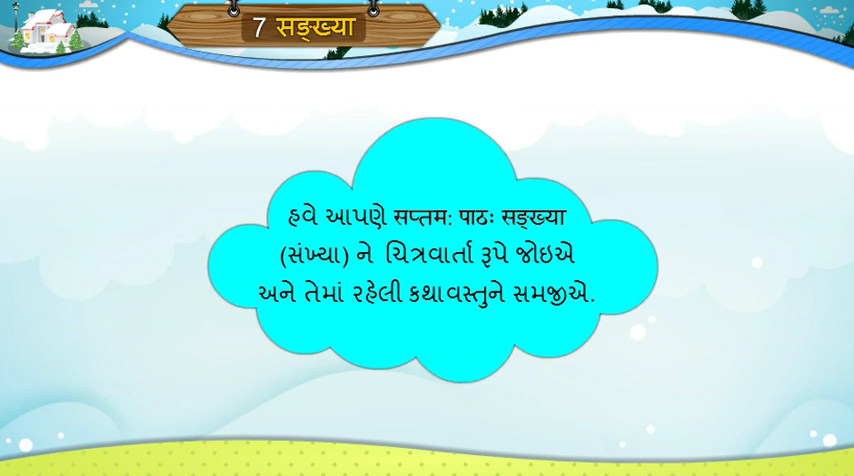 7 सङ्ख्या
હવે આપણે सप्तम: पाठः सङ्ख्या
(સંખ્યા) ને ચિત્રવાર્તા રૂપે જોઇએ
અને તેમાં રહેલી કથાવસ્તુને સમજીએ.